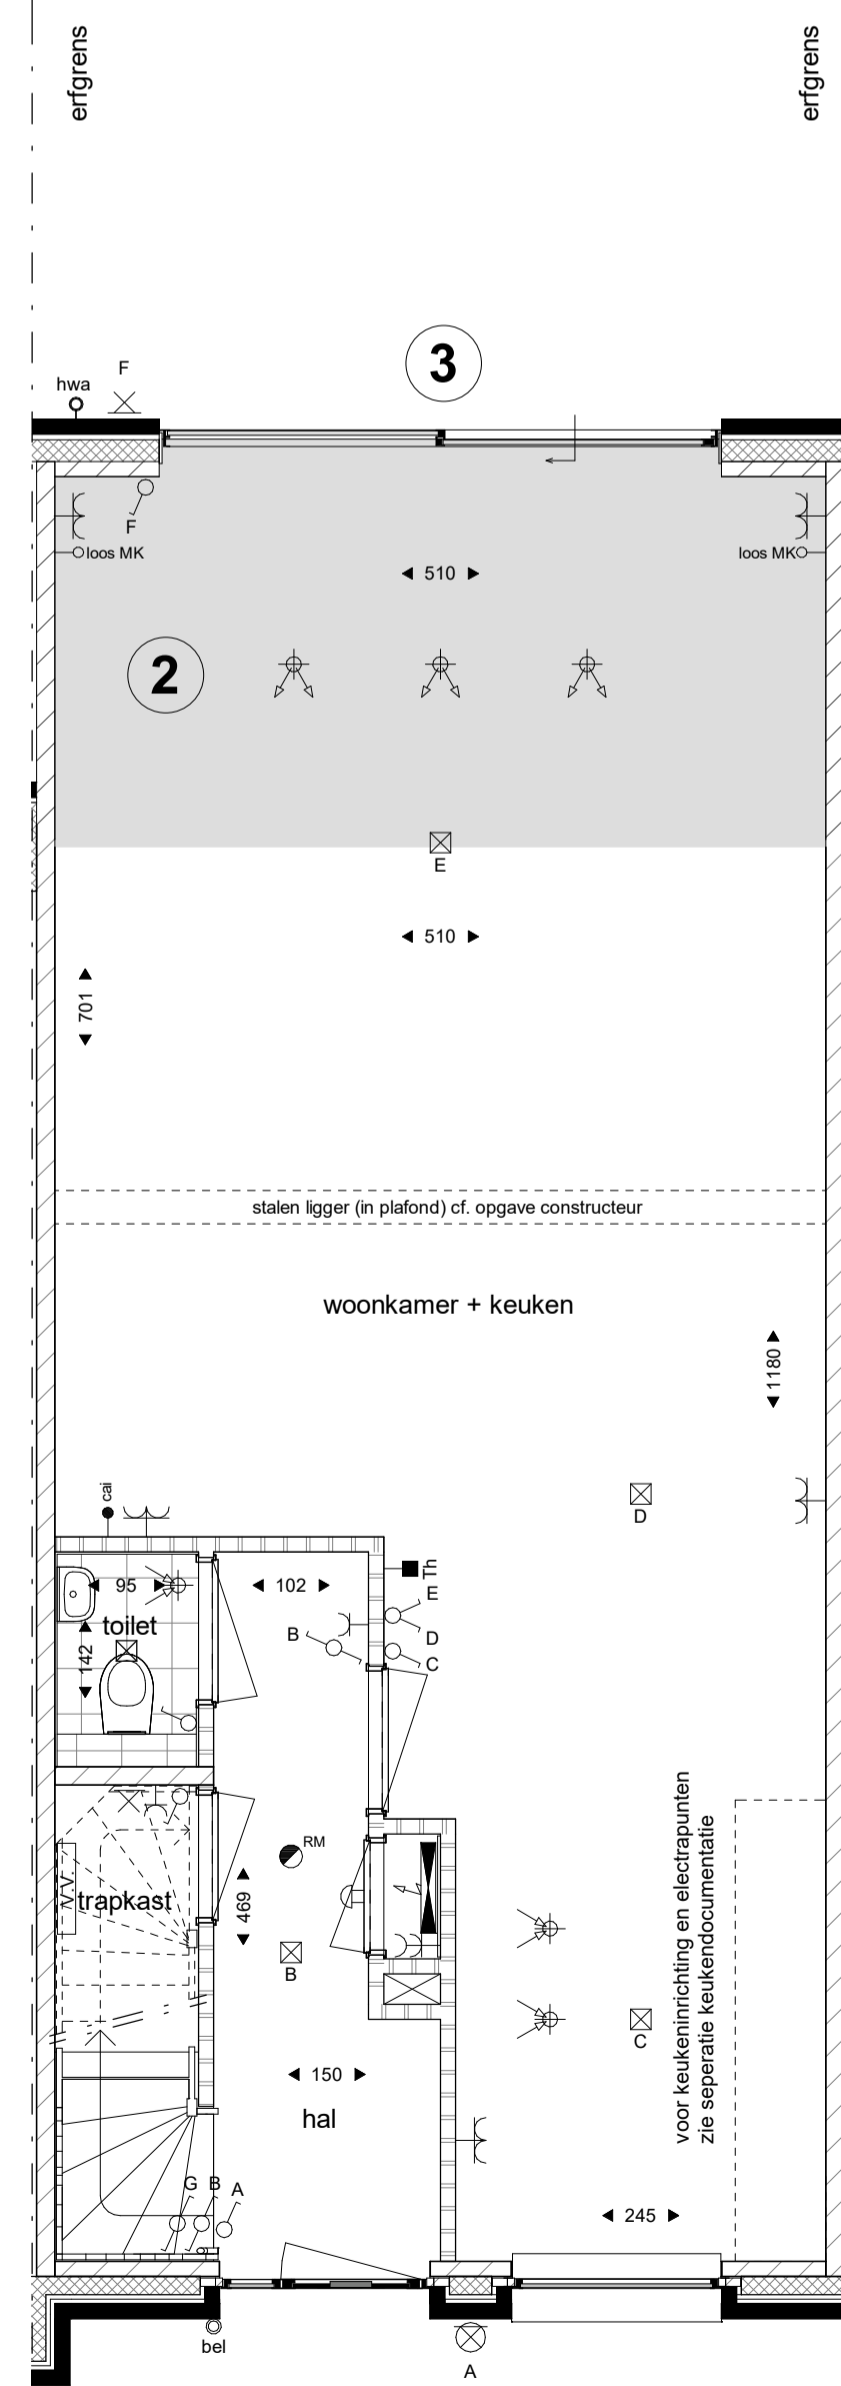 erfgrens
erfgrens
3
F
hwa
F
loos MK
loos MK
510
2
E
510
701
stalen ligger (in plafond) cf. opgave constructeur
woonkamer + keuken
1180
cai
D
Th
95
102
E
toilet
B
D
142
C
RM
V.V.
trapkast
469
B
C
voor keukeninrichting en electrapunten
zie seperatie keukendocumentatie
150
hal
G
B
A
245
bel
A